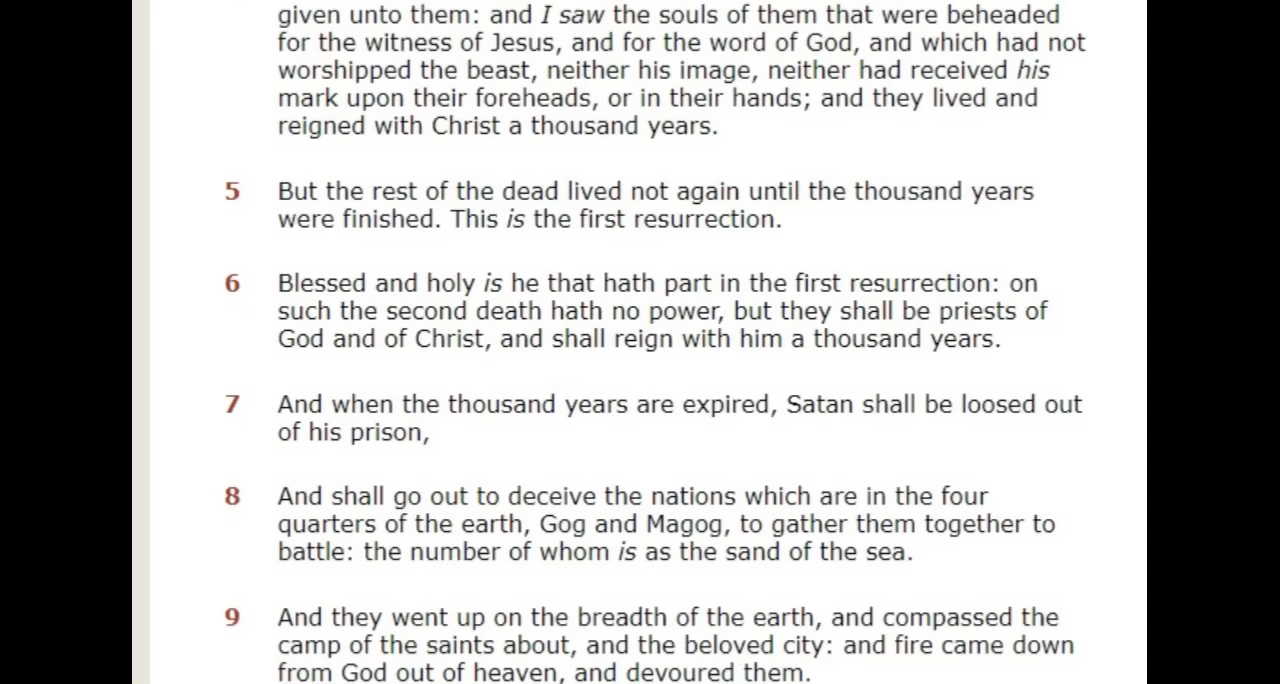 given unto them: and I saw the souls of them that were beheaded
for the witness of Jesus, and for the word of God, and which had not
worshipped the beast, neither his image, neither had received his
mark upon their foreheads, or in their hands; and they lived and
reigned with Christ a thousand years.
5 But the rest of the dead lived not again until the thousand years
were finished. This is the first resurrection.
6 Blessed and holy is he that hath part in the first resurrection: on
such the second death hath no power, but they shall be priests of
God and of Christ, and shall reign with him a thousand years.
7 And when the thousand years are expired, Satan shall be loosed out
of his prison,
8 And shall go out to deceive the nations which are in the four
quarters of the earth, Gog and Magog, to gather them together to
battle: the number of whom is as the sand of the sea.
9 And they went up on the breadth of the earth, and compassed the
camp of the saints about, and the beloved city: and fire came down
from God out of heaven, and devoured them.